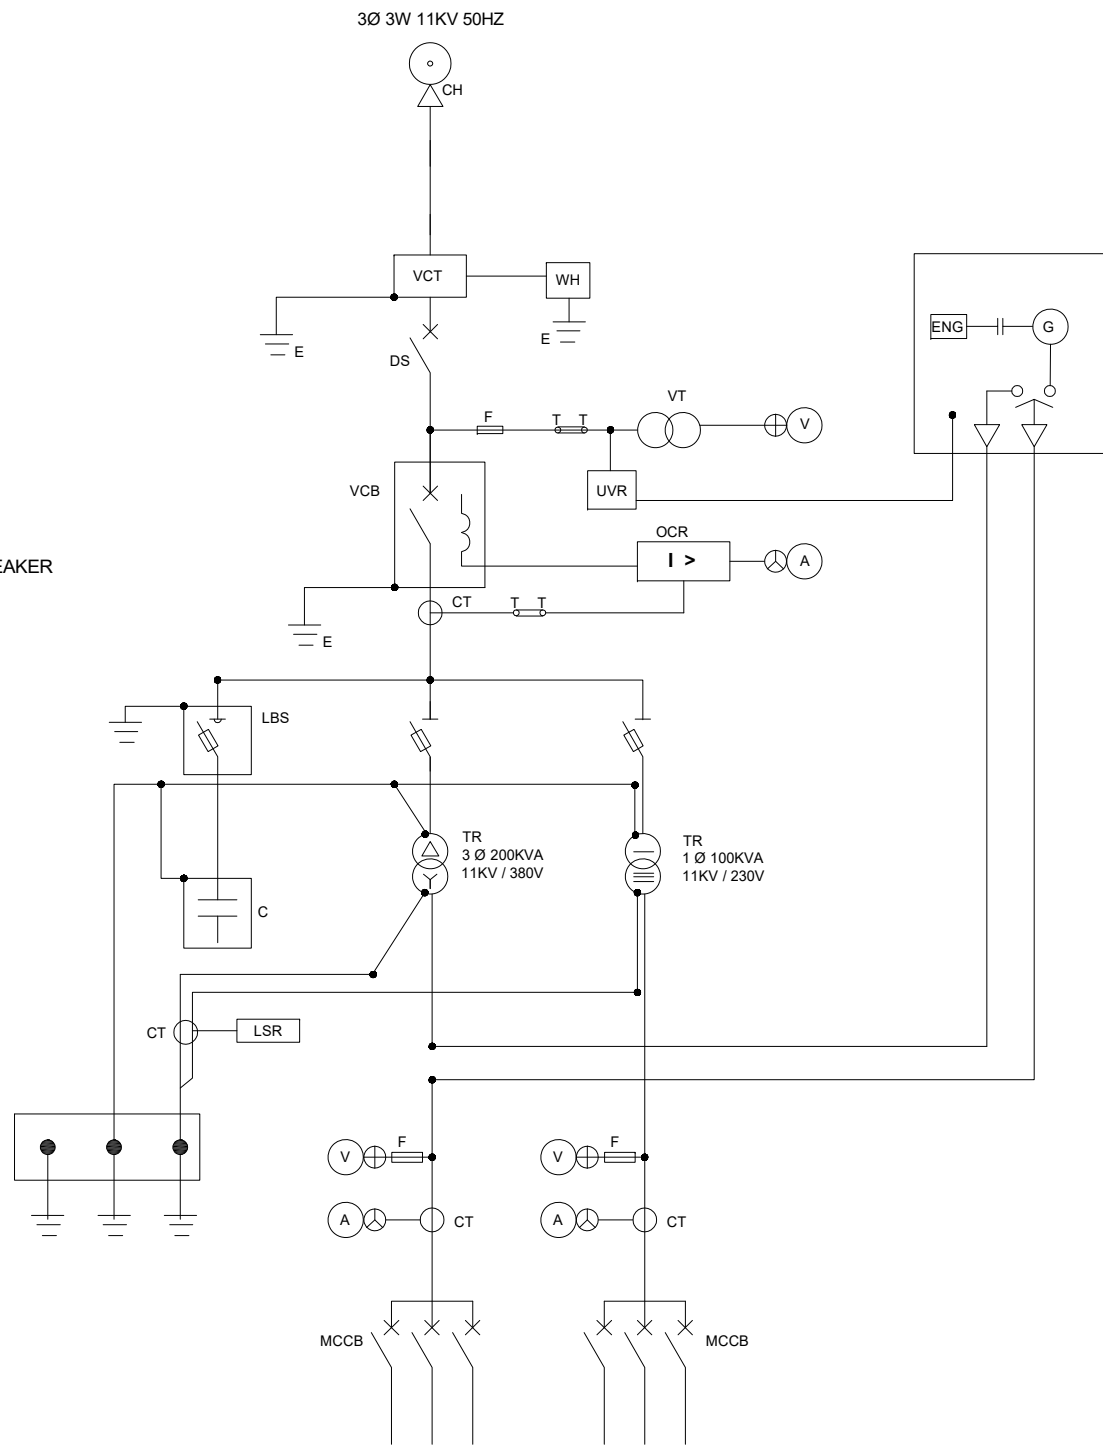 3Ø 3W 11KV 50HZ
CH
VCT
WH
E
E
DS
ENG
G
VT
F
T T
V
VCB
UVR
OCR
I >
A
EAKER
CT
T T
E
LBS
TR
3 Ø 200KVA
11KV / 380V
TR
1 Ø 100KVA
11KV / 230V
C
CT
LSR
V
F
V
F
A
CT
A
CT
MCCB
MCCB